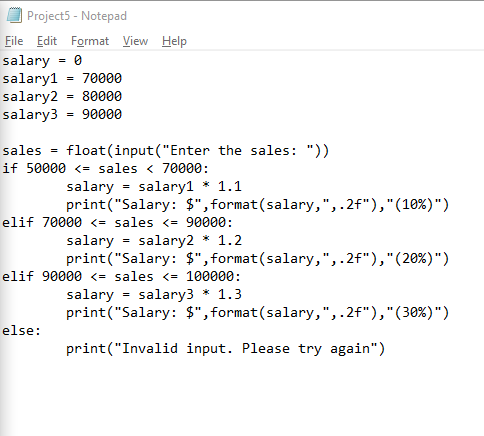 Project5 - Notepad
File Edit Format View Help
salary = 0
salary1 = 70000
salary2 = 80000
salary3 = 90000

sales = float(input("Enter the sales: "))
if 50000 <= sales < 70000:
        salary = salary1 * 1.1
        print("Salary: $",format(salary,",.2f"),"(10%)")
elif 70000 <= sales <= 90000:
        salary = salary2 * 1.2
        print("Salary: $",format(salary,",.2f"),"(20%)")
elif 90000 <= sales <= 100000:
        salary = salary3 * 1.3
        print("Salary: $",format(salary,",.2f"),"(30%)")
else:
        print("Invalid input. Please try again")